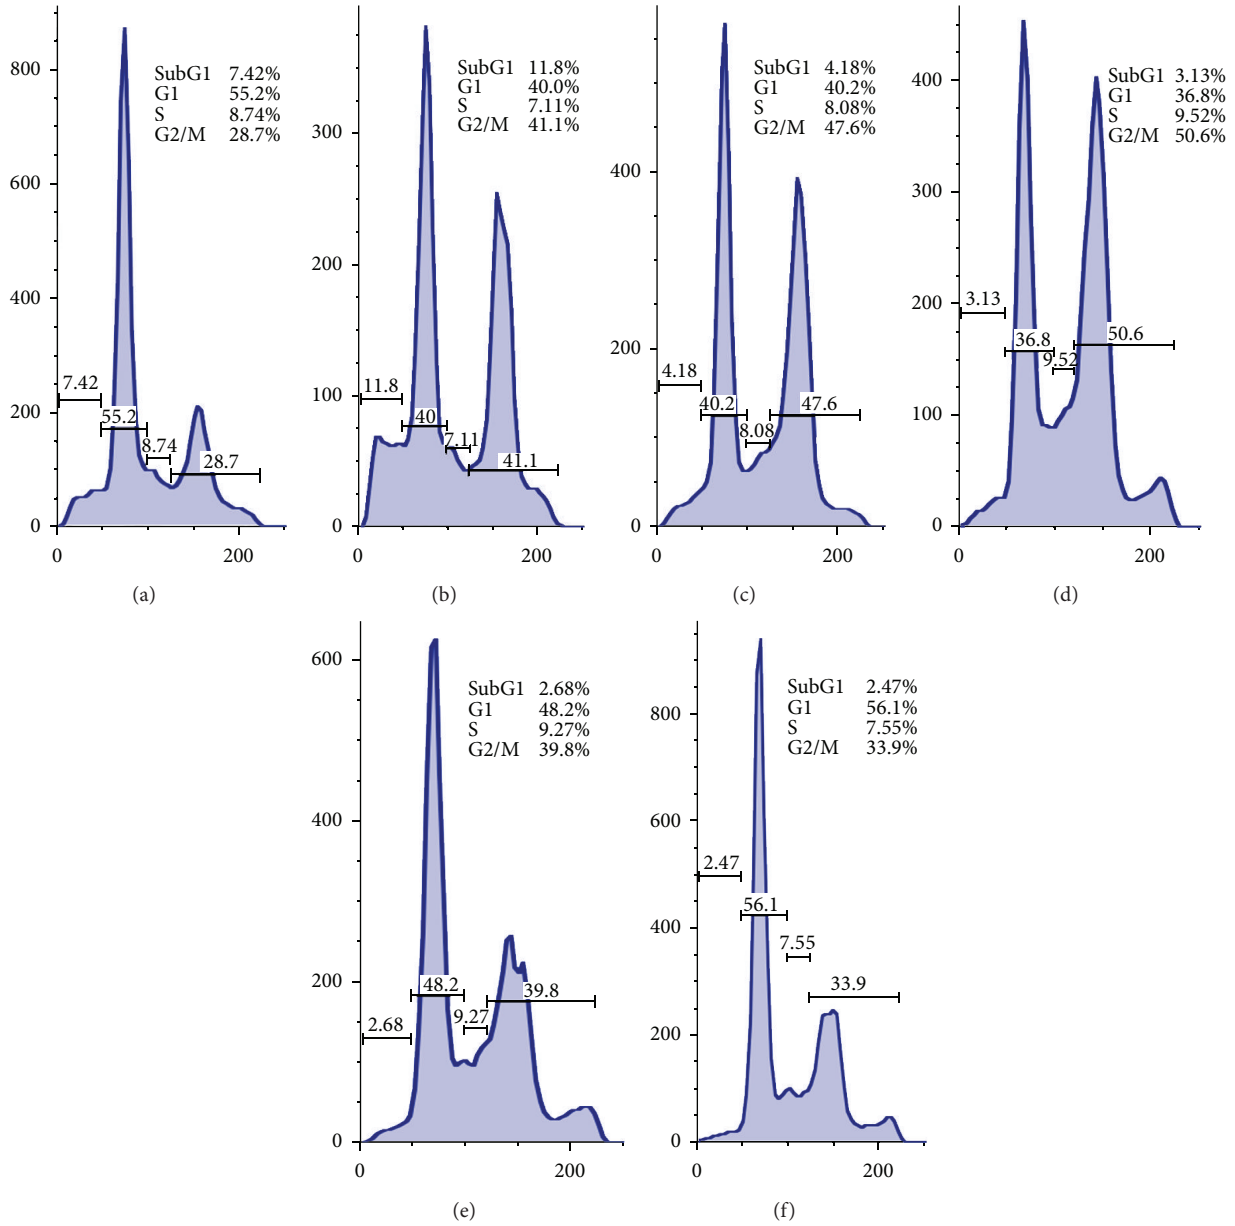 800
600
400
200
0
0
200
SubG1 7.42%
G1 55.2%
S 8.74%
G2/M 28.7%
7.42
55.2
8.74
28.7
(a)
300
200
100
0
0
200
SubG1 11.8%
G1 40.0%
S 7.11%
G2/M 41.1%
11.8
40
7.11
41.1
(b)
400
200
0
0
200
SubG1 4.18%
G1 40.2%
S 8.08%
G2/M 47.6%
4.18
40.2
8.08
47.6
(c)
400
300
200
100
0
0
200
SubG1 3.13%
G1 36.8%
S 9.52%
G2/M 50.6%
3.13
36.8
9.52
50.6
(d)
600
400
200
0
0
200
SubG1 2.68%
G1 48.2%
S 9.27%
G2/M 39.8%
2.68
48.2
9.27
39.8
(e)
800
600
400
200
0
0
200
SubG1 2.47%
G1 56.1%
S 7.55%
G2/M 33.9%
2.47
56.1
7.55
33.9
(f)